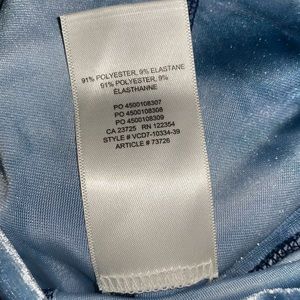 91% POLYESTER, 9% ELASTANE
91% POLYESTER, 9%
ÉLASTHANNE
PO 4500108307
PO 4500108308
PO 4500108309
CA 23725 RN 122354
STYLE # VCD7-10334-39
ARTICLE # 73726